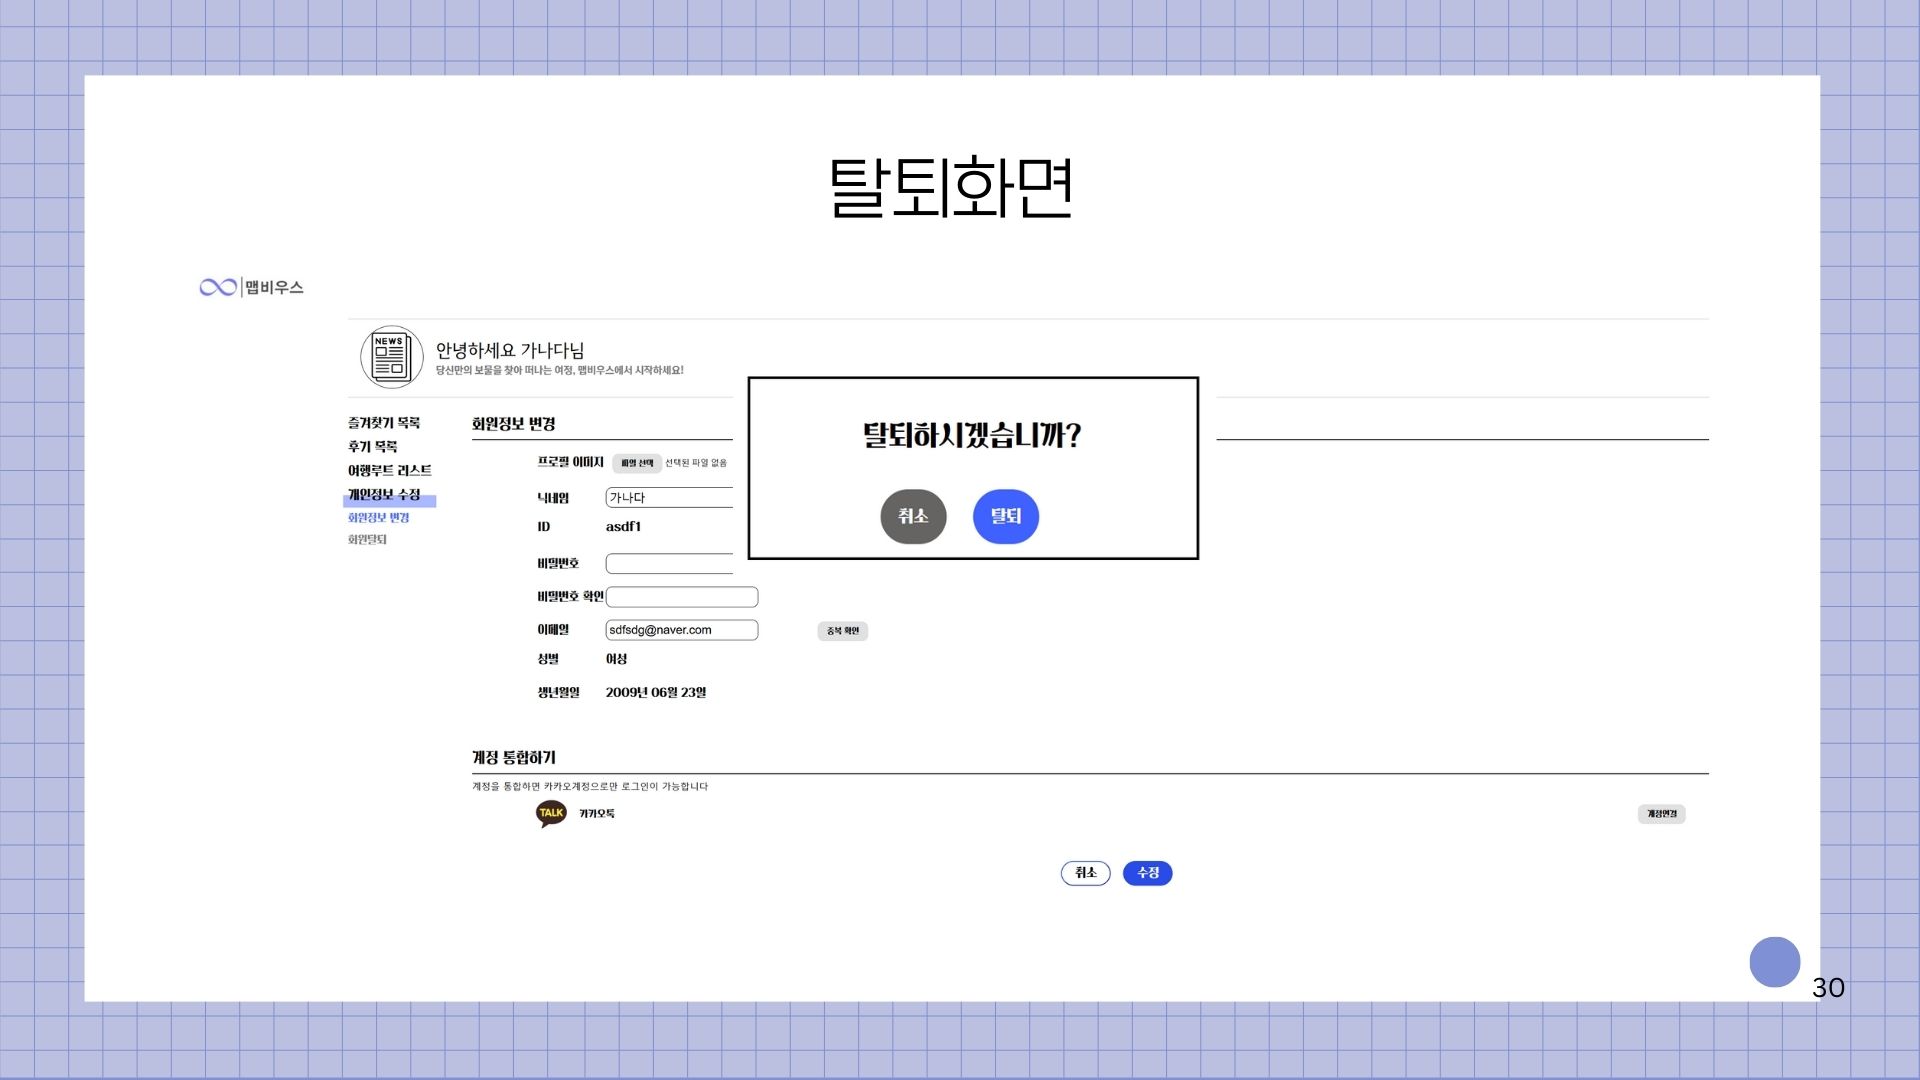 탈퇴화면
맵비우스
NEWS
안녕하세요 가나다님
당신만의 보물을 찾아 떠나는 여정, 맵비우스에서 시작하세요!
즐겨찾기 목록
후기 목록
여행루트 리스트
개인정보 수정
회원정보 변경
회원탈퇴
회원정보 변경
프로필 이미지 파일 선택 선택된 파일 없음
닉네임 가나다
ID asdf1
비밀번호
비밀번호 확인
이메일 sdfsdg@naver.com 중복 확인
성별 여성
생년월일 2009년 06월 23일
탈퇴하시겠습니까?
취소 탈퇴
계정 통합하기
계정을 통합하면 카카오계정으로만 로그인이 가능합니다
TALK 카카오톡 계정연결
취소 수정
30